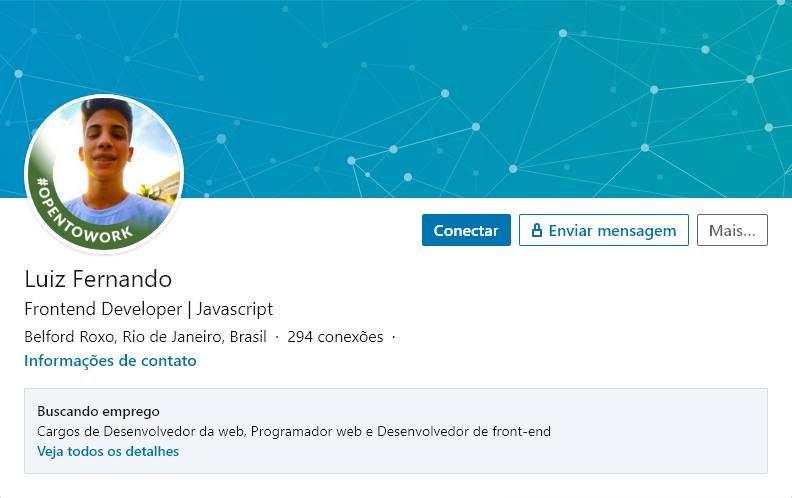 #OPENTOWORK
Conectar
Enviar mensagem
Mais...
Luiz Fernando
Frontend Developer | Javascript
Belford Roxo, Rio de Janeiro, Brasil · 294 conexões ·
Informações de contato
Buscando emprego
Cargos de Desenvolvedor da web, Programador web e Desenvolvedor de front-end
Veja todos os detalhes